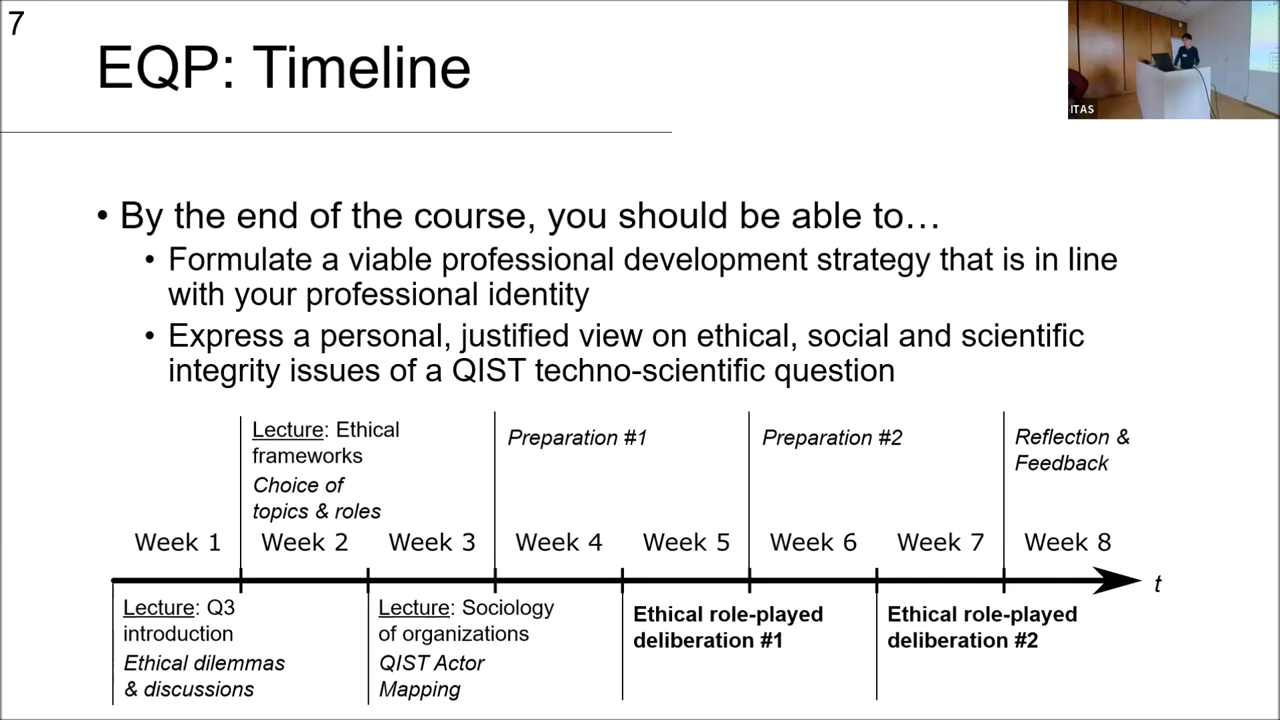 7
EQP: Timeline
ITAS
• By the end of the course, you should be able to…
• Formulate a viable professional development strategy that is in line
with your professional identity
• Express a personal, justified view on ethical, social and scientific
integrity issues of a QIST techno-scientific question
Lecture: Ethical
frameworks
Choice of
topics & roles
Preparation #1
Preparation #2
Reflection &
Feedback
Week 1
Week 2
Week 3
Week 4
Week 5
Week 6
Week 7
Week 8
t
Lecture: Q3
introduction
Ethical dilemmas
& discussions
Lecture: Sociology
of organizations
QIST Actor
Mapping
Ethical role-played
deliberation #1
Ethical role-played
deliberation #2